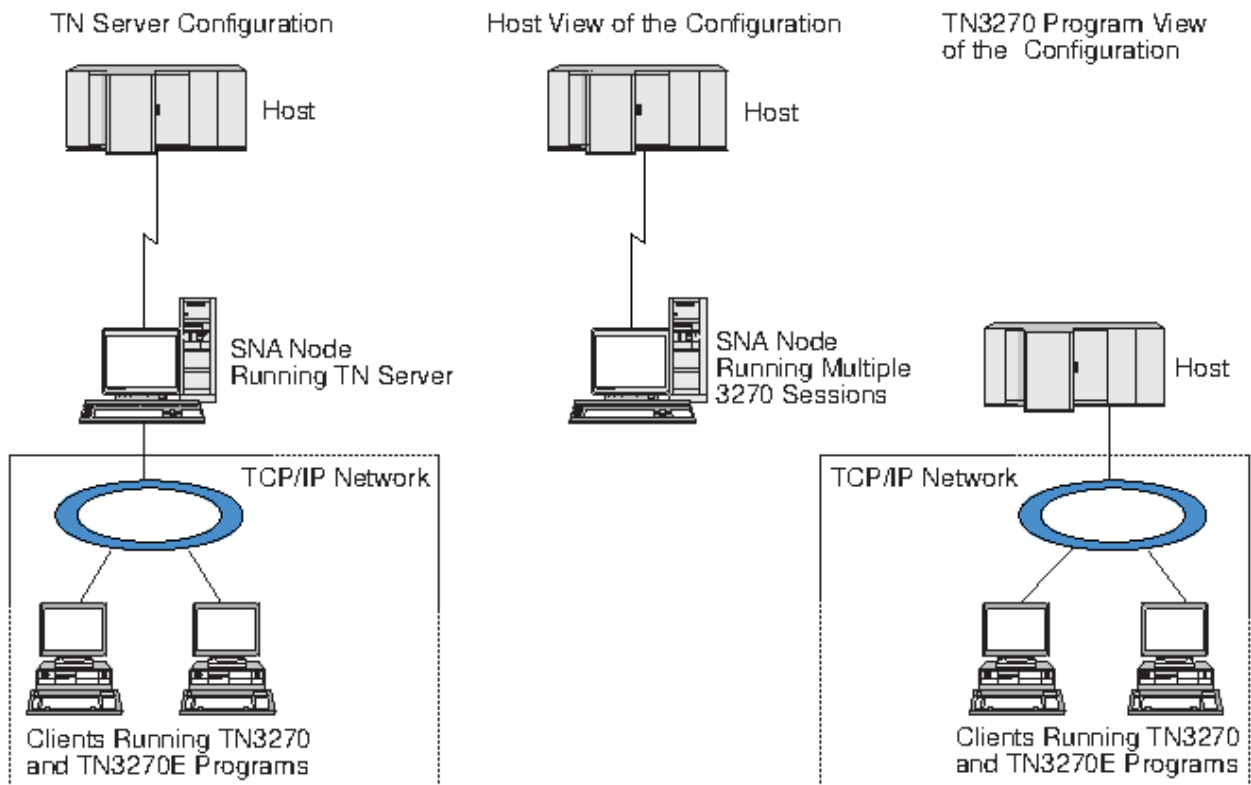 TN Server Configuration
Host
SNA Node
Running TN Server
TCP/IP Network
Clients Running TN3270
and TN3270E Programs
Host View of the Configuration
Host
SNA Node
Running Multiple
3270 Sessions
TN3270 Program View
of the Configuration
Host
TCP/IP Network
Clients Running TN3270
and TN3270E Programs